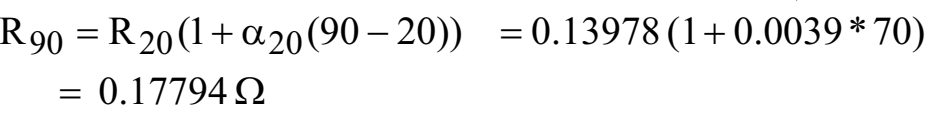 R₉₀ = R₂₀(1+α₂₀(90−20)) = 0.13978(1+0.0039*70)
= 0.17794 Ω